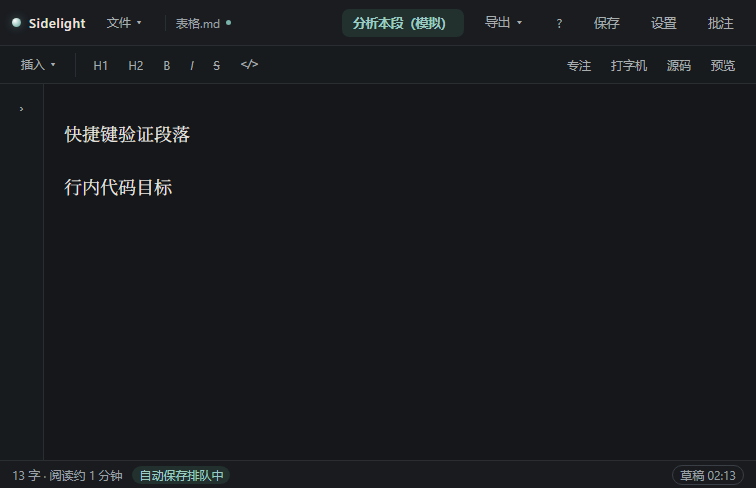 Sidelight 文件 ▾ 表格.md 分析本段（模拟） 导出 ▾ ? 保存 设置 批注
插入 ▾ H1 H2 B I S </> 专注 打字机 源码 预览
›
快捷键验证段落
行内代码目标
13 字 · 阅读约 1 分钟 自动保存排队中 草稿 02:13